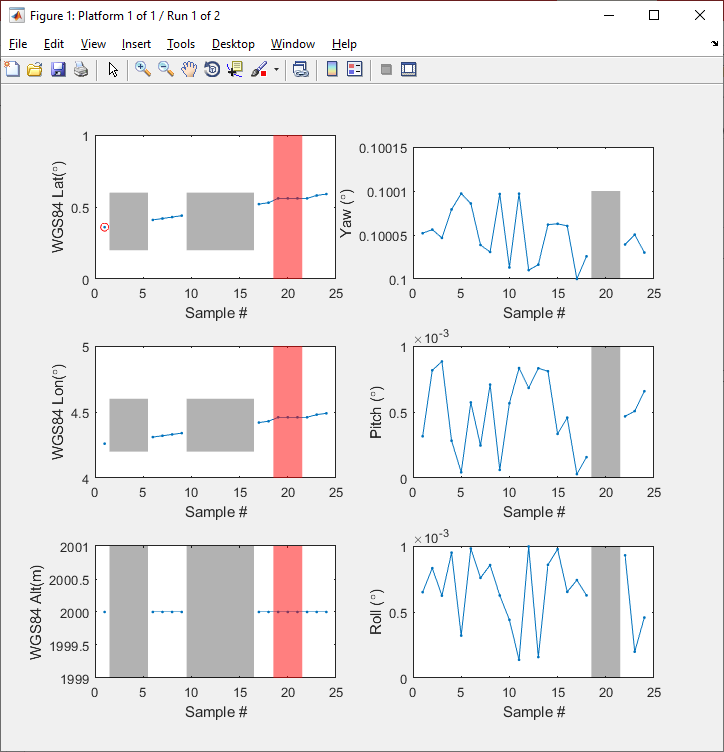 Figure 1: Platform 1 of 1 / Run 1 of 2
File Edit View Insert Tools Desktop Window Help
1
0.5
0
WGS84 Lat(°)
0 5 10 15 20 25
Sample #
0.10015
0.1001
0.10005
0.1
Yaw (°)
0 5 10 15 20 25
Sample #
5
4.5
4
WGS84 Lon(°)
0 5 10 15 20 25
Sample #
×10-3
1
0.5
0
Pitch (°)
0 5 10 15 20 25
Sample #
2001
2000.5
2000
1999.5
1999
WGS84 Alt(m)
0 5 10 15 20 25
Sample #
×10-3
1
0.5
0
Roll (°)
0 5 10 15 20 25
Sample #